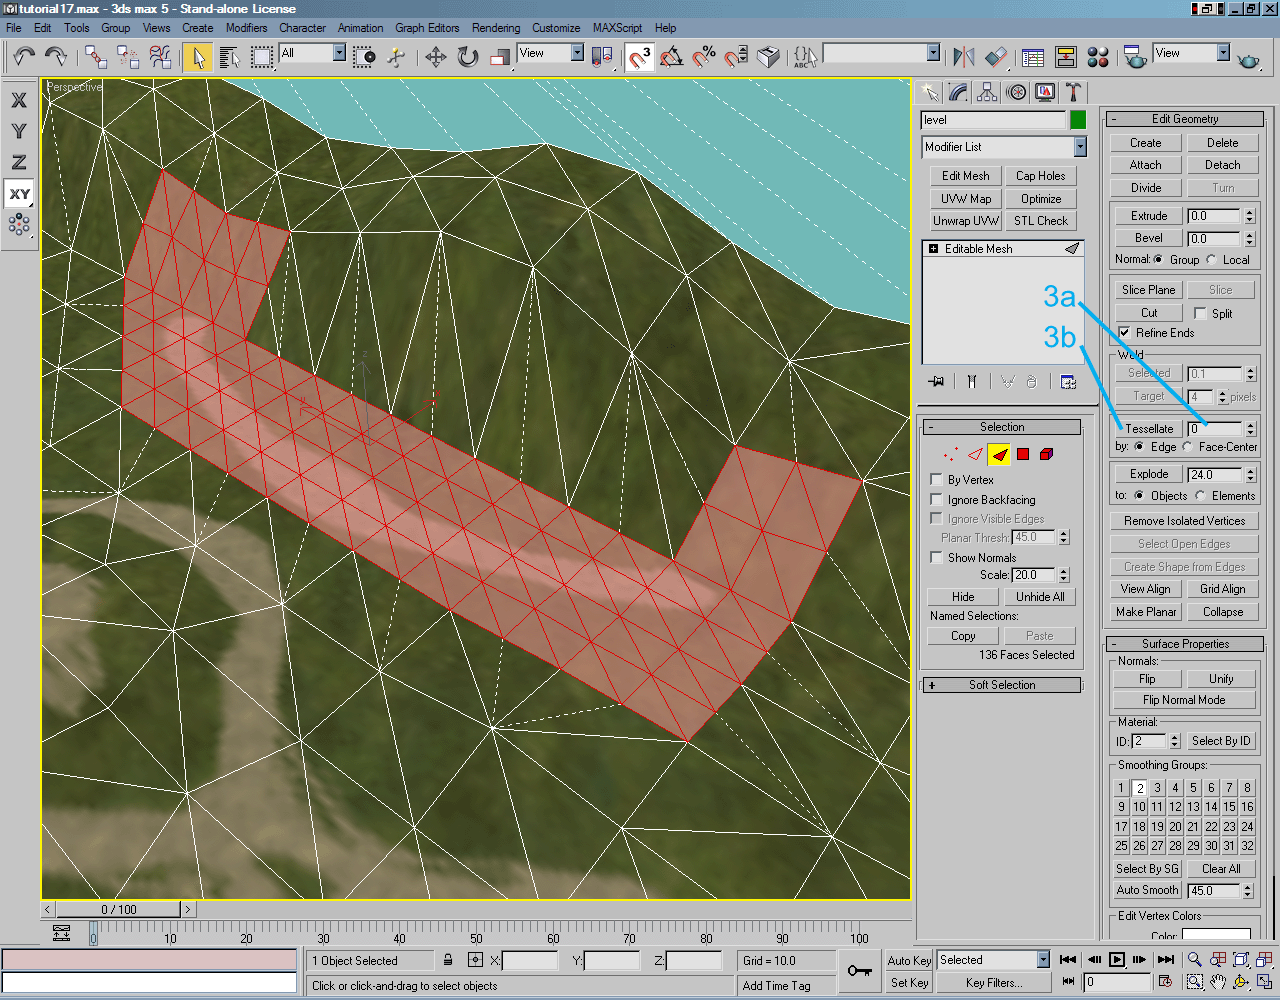 tutorial17.max - 3ds max 5 - Stand-alone License
File Edit Tools Group Views Create Modifiers Character Animation Graph Editors Rendering Customize MAXScript Help
All View 3 % {ABC View
Perspective
X
Y
Z
XY
level
Modifier List
Edit Mesh Cap Holes
UVW Map Optimize
Unwrap UVW STL Check
Editable Mesh
3a
3b
- Selection
By Vertex
Ignore Backfacing
Ignore Visible Edges
Planar Thresh: 45.0
Show Normals
Scale: 20.0
Hide Unhide All
Named Selections:
Copy Paste
136 Faces Selected
+ Soft Selection
- Edit Geometry
Create Delete
Attach Detach
Divide Turn
Extrude 0.0
Bevel 0.0
Normal: Group Local
Slice Plane Slice
Cut Split
Refine Ends
Weld
Selected 0.1
Target 4 pixels
Tessellate 0
by: Edge Face-Center
Explode 24.0
to: Objects Elements
Remove Isolated Vertices
Select Open Edges
Create Shape from Edges
View Align Grid Align
Make Planar Collapse
- Surface Properties
Normals:
Flip Unify
Flip Normal Mode
Material:
ID: 2 Select By ID
Smoothing Groups:
1 2 3 4 5 6 7 8
9 10 11 12 13 14 15 16
17 18 19 20 21 22 23 24
25 26 27 28 29 30 31 32
Select By SG Clear All
Auto Smooth 45.0
Edit Vertex Colors
Color:
z
x
y
< 0 / 100 >
0 10 20 30 40 50 60 70 80 90 100
1 Object Selected X: Y: Z: Grid = 10.0 Auto Key Selected
Click or click-and-drag to select objects Add Time Tag Set Key Key Filters... 0